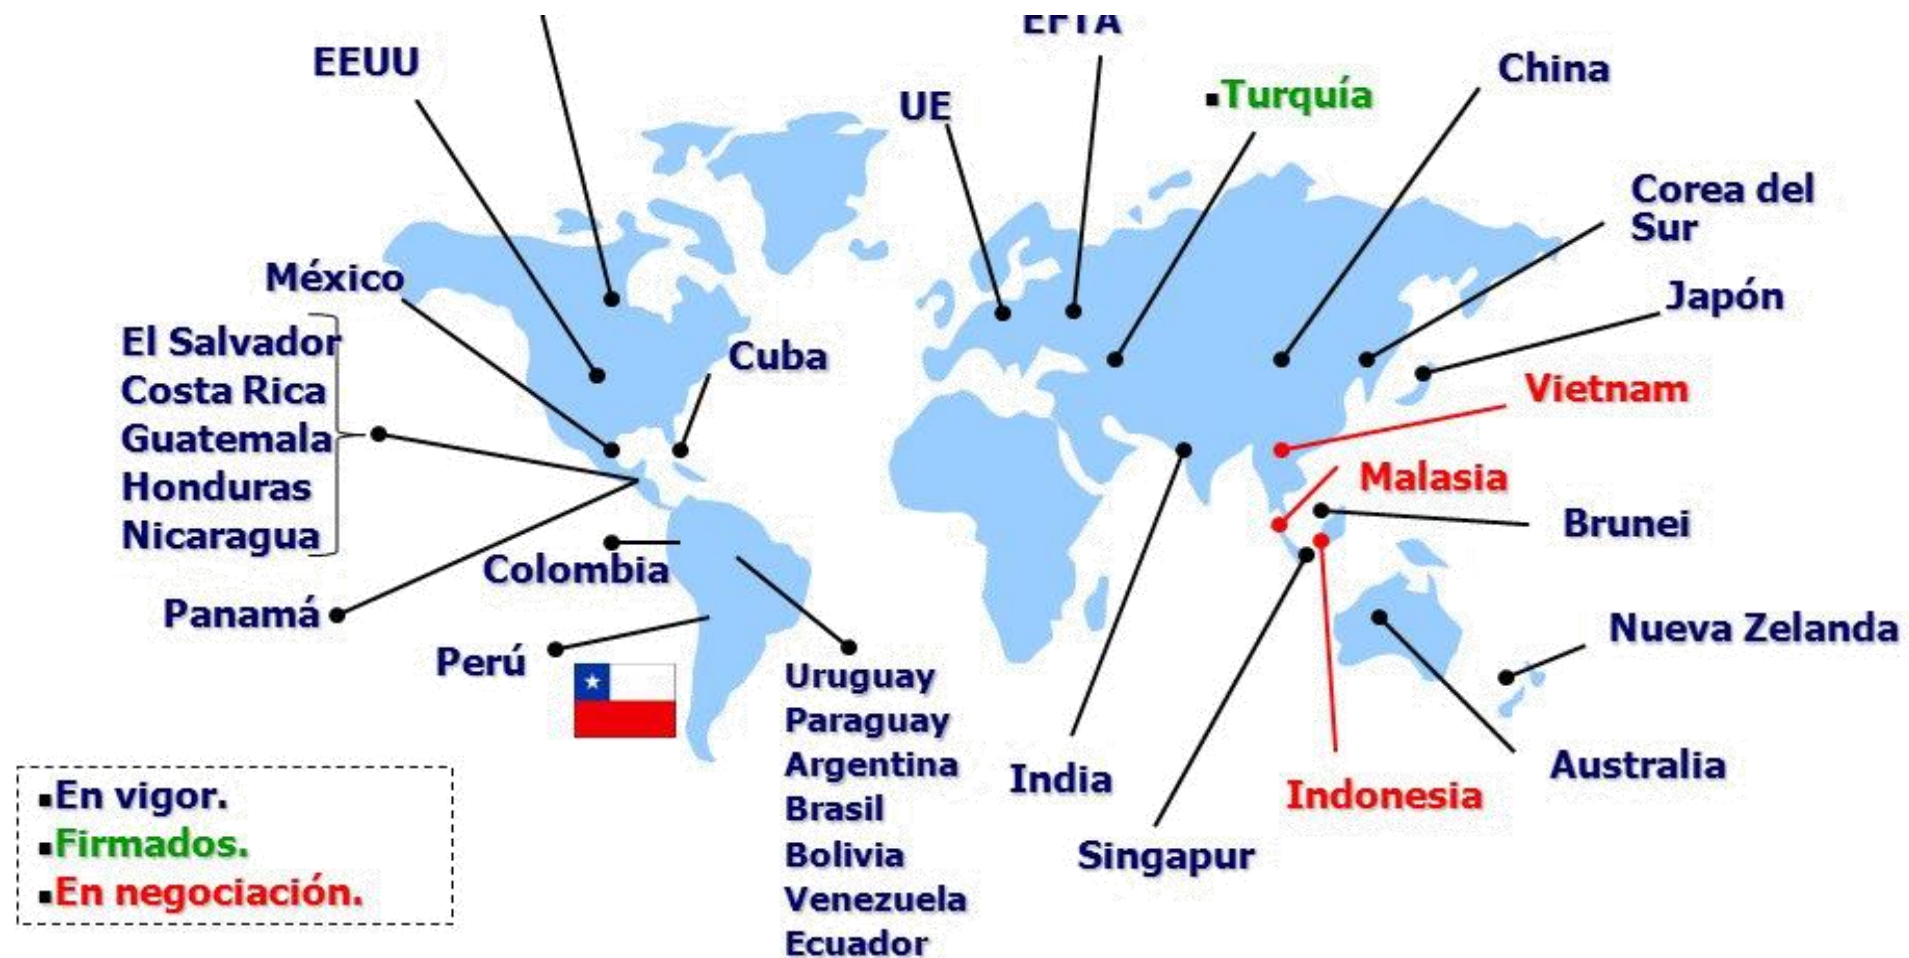 EFTA
EEUU
China
▪Turquía
UE
Corea del
Sur
México
Japón
El Salvador
Costa Rica
Guatemala
Honduras
Nicaragua
Cuba
Vietnam
Malasia
Brunei
Colombia
Panamá
Nueva Zelanda
Perú
Uruguay
Paraguay
Argentina
Brasil
Bolivia
Venezuela
Ecuador
India
Australia
Indonesia
Singapur
▪En vigor.
▪Firmados.
▪En negociación.